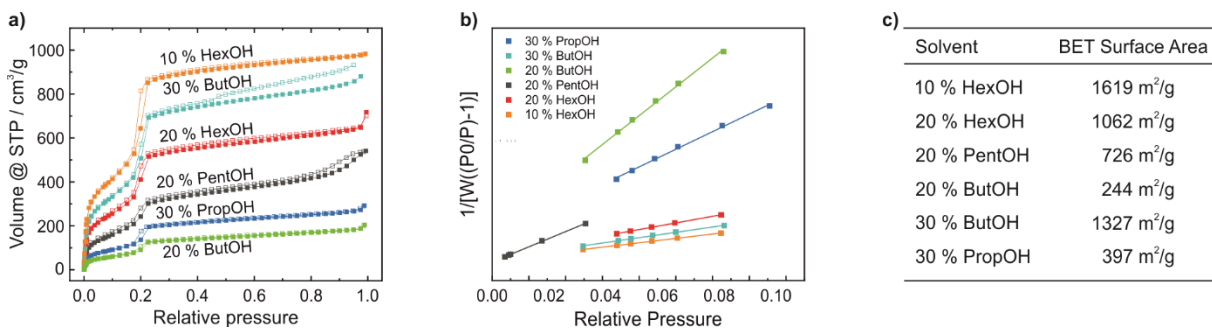 a)
Volume @ STP / cm³/g
1000
800
600
400
200
0
10 % HexOH
30 % ButOH
20 % HexOH
20 % PentOH
30 % PropOH
20 % ButOH
0.0 0.2 0.4 0.6 0.8 1.0
Relative pressure
b)
1/[W((P0/P)-1)]
30 % PropOH
30 % ButOH
20 % ButOH
20 % PentOH
20 % HexOH
10 % HexOH
0.00 0.02 0.04 0.06 0.08 0.10
Relative Pressure
c)
Solvent BET Surface Area
10 % HexOH 1619 m²/g
20 % HexOH 1062 m²/g
20 % PentOH 726 m²/g
20 % ButOH 244 m²/g
30 % ButOH 1327 m²/g
30 % PropOH 397 m²/g